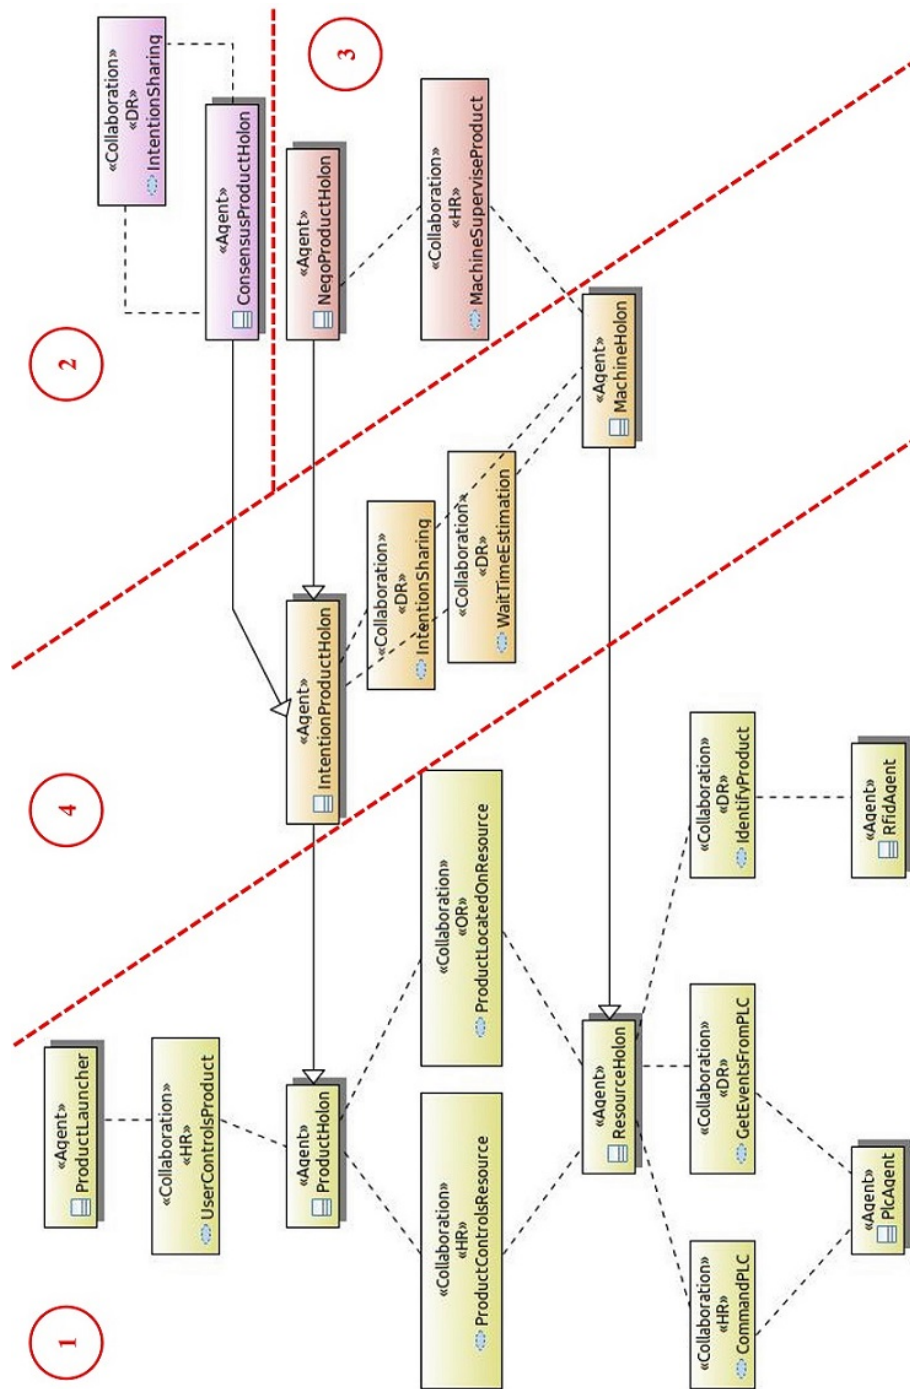 1
«Agent»
ProductLauncher
«Collaboration»
«HR»
UserControlsProduct
«Agent»
ProductHolon
«Collaboration»
«HR»
ProductControlsResource
«Collaboration»
«OR»
ProductLocatedOnResource
«Agent»
ResourceHolon
«Collaboration»
«HR»
CommandPLC
«Collaboration»
«DR»
GetEventsFromPLC
«Collaboration»
«DR»
IdentifyProduct
«Agent»
PlcAgent
«Agent»
RfidAgent
4
«Agent»
IntentionProductHolon
«Collaboration»
«DR»
IntentionSharing
«Collaboration»
«DR»
WaitTimeEstimation
«Agent»
MachineHolon
2
«Collaboration»
«DR»
IntentionSharing
«Agent»
ConsensusProductHolon
3
«Agent»
NegoProductHolon
«Collaboration»
«HR»
MachineSuperviseProduct